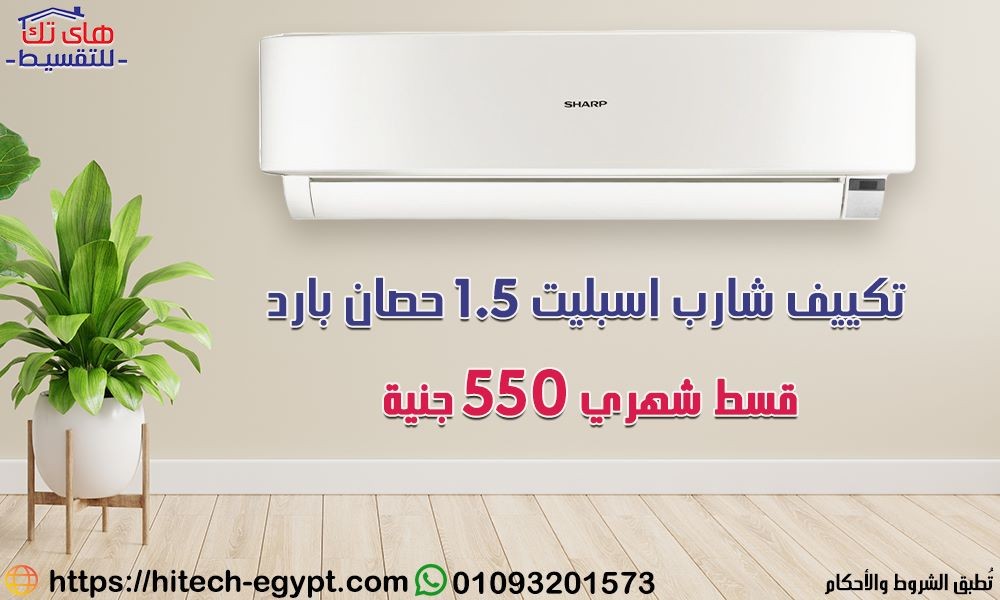 هاى تك
-للتقسيط-
SHARP
تكييف شارب اسبليت 1.5 حصان بارد
قسط شهري 550 جنية
https://hitech-egypt.com 01093201573
تُطبق الشروط والأحكام